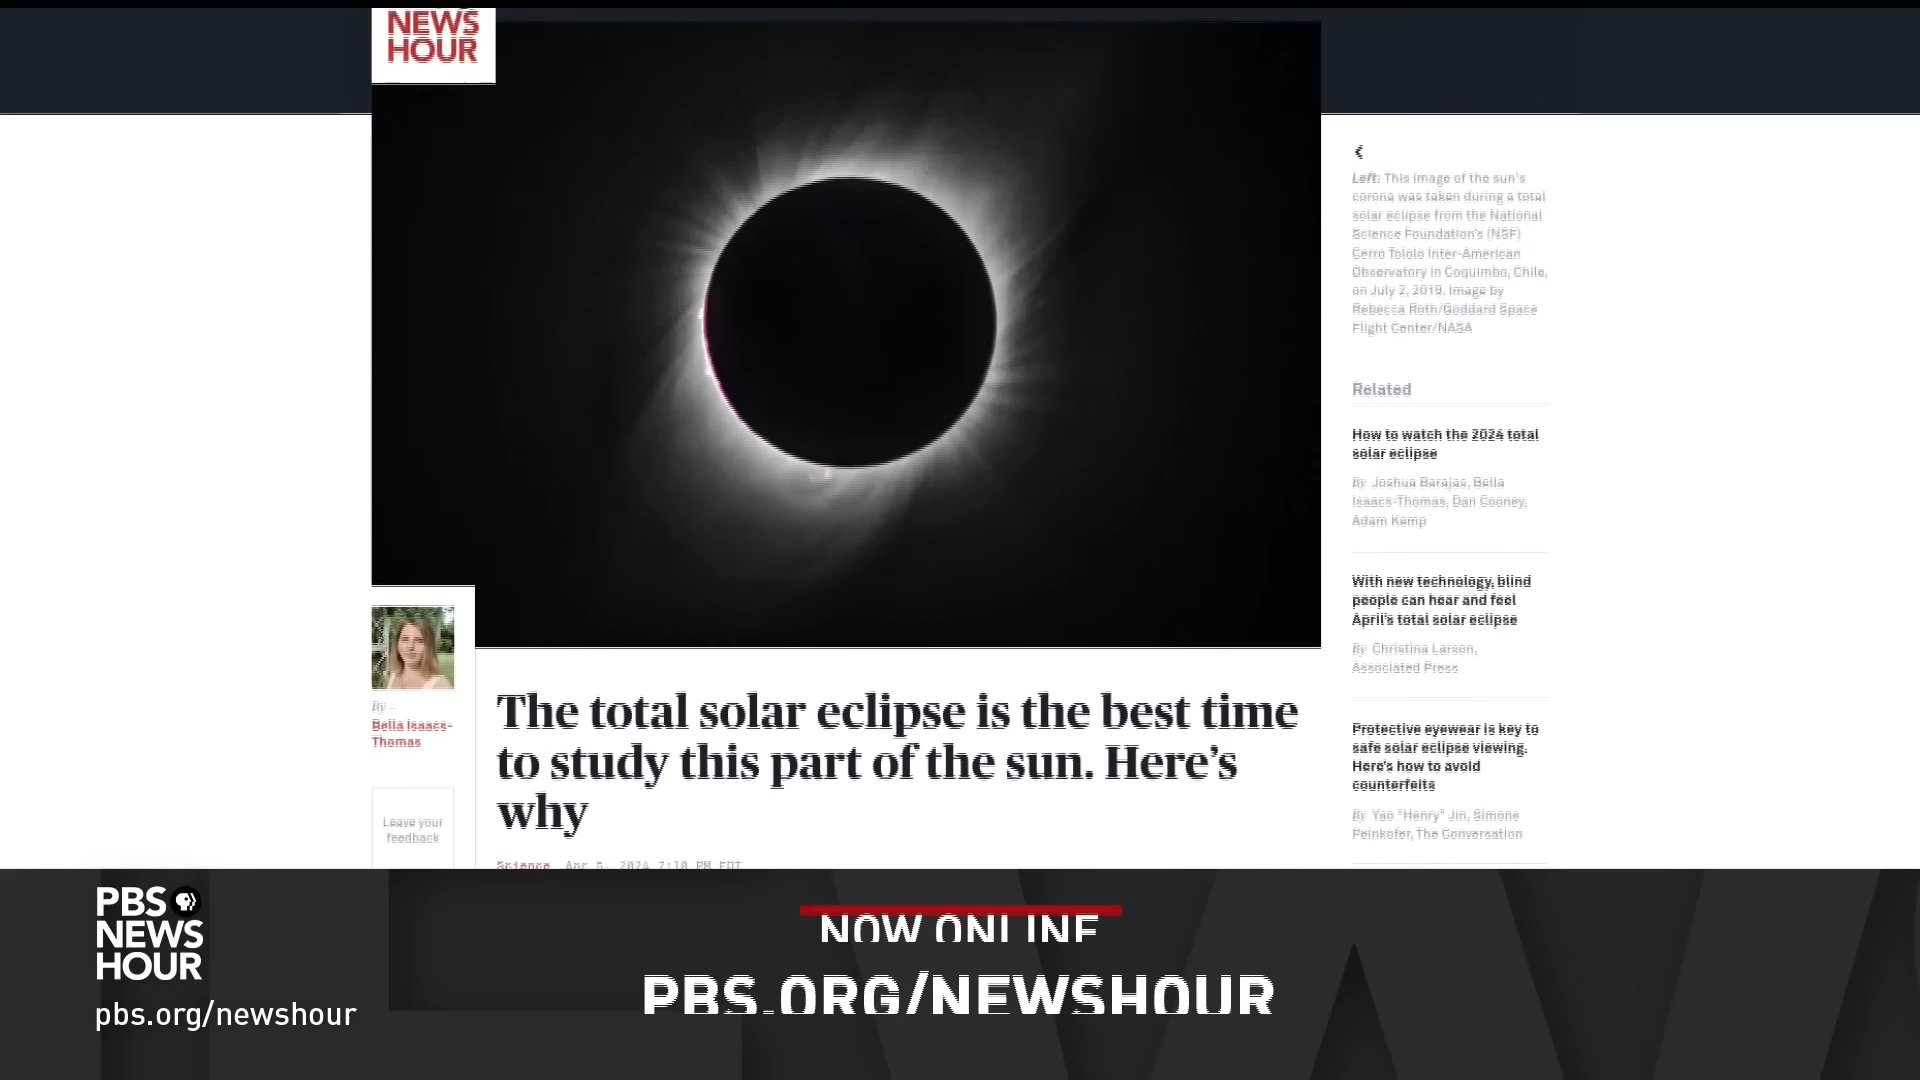 NEWS
HOUR
Left: This image of the sun's
corona was taken during a total
solar eclipse from the National
Science Foundation's (NSF)
Cerro Tololo Inter-American
Observatory in Coquimbo, Chile,
on July 2, 2019. Image by
Rebecca Roth/Goddard Space
Flight Center/NASA
Related
How to watch the 2024 total
solar eclipse
By Joshua Barajas, Bella
Isaacs-Thomas, Dan Cooney,
Adam Kemp
With new technology, blind
people can hear and feel
April's total solar eclipse
By Christina Larson,
Associated Press
Protective eyewear is key to
safe solar eclipse viewing.
Here's how to avoid
counterfeits
By Yao "Henry" Jin, Simone
Peinkofer, The Conversation
By –
Bella Isaacs-
Thomas
Leave your
feedback
The total solar eclipse is the best time
to study this part of the sun. Here’s
why
Science Apr 5, 2024 7:10 PM EDT
PBS
NEWS
HOUR
pbs.org/newshour
NOW ONLINE
PBS.ORG/NEWSHOUR